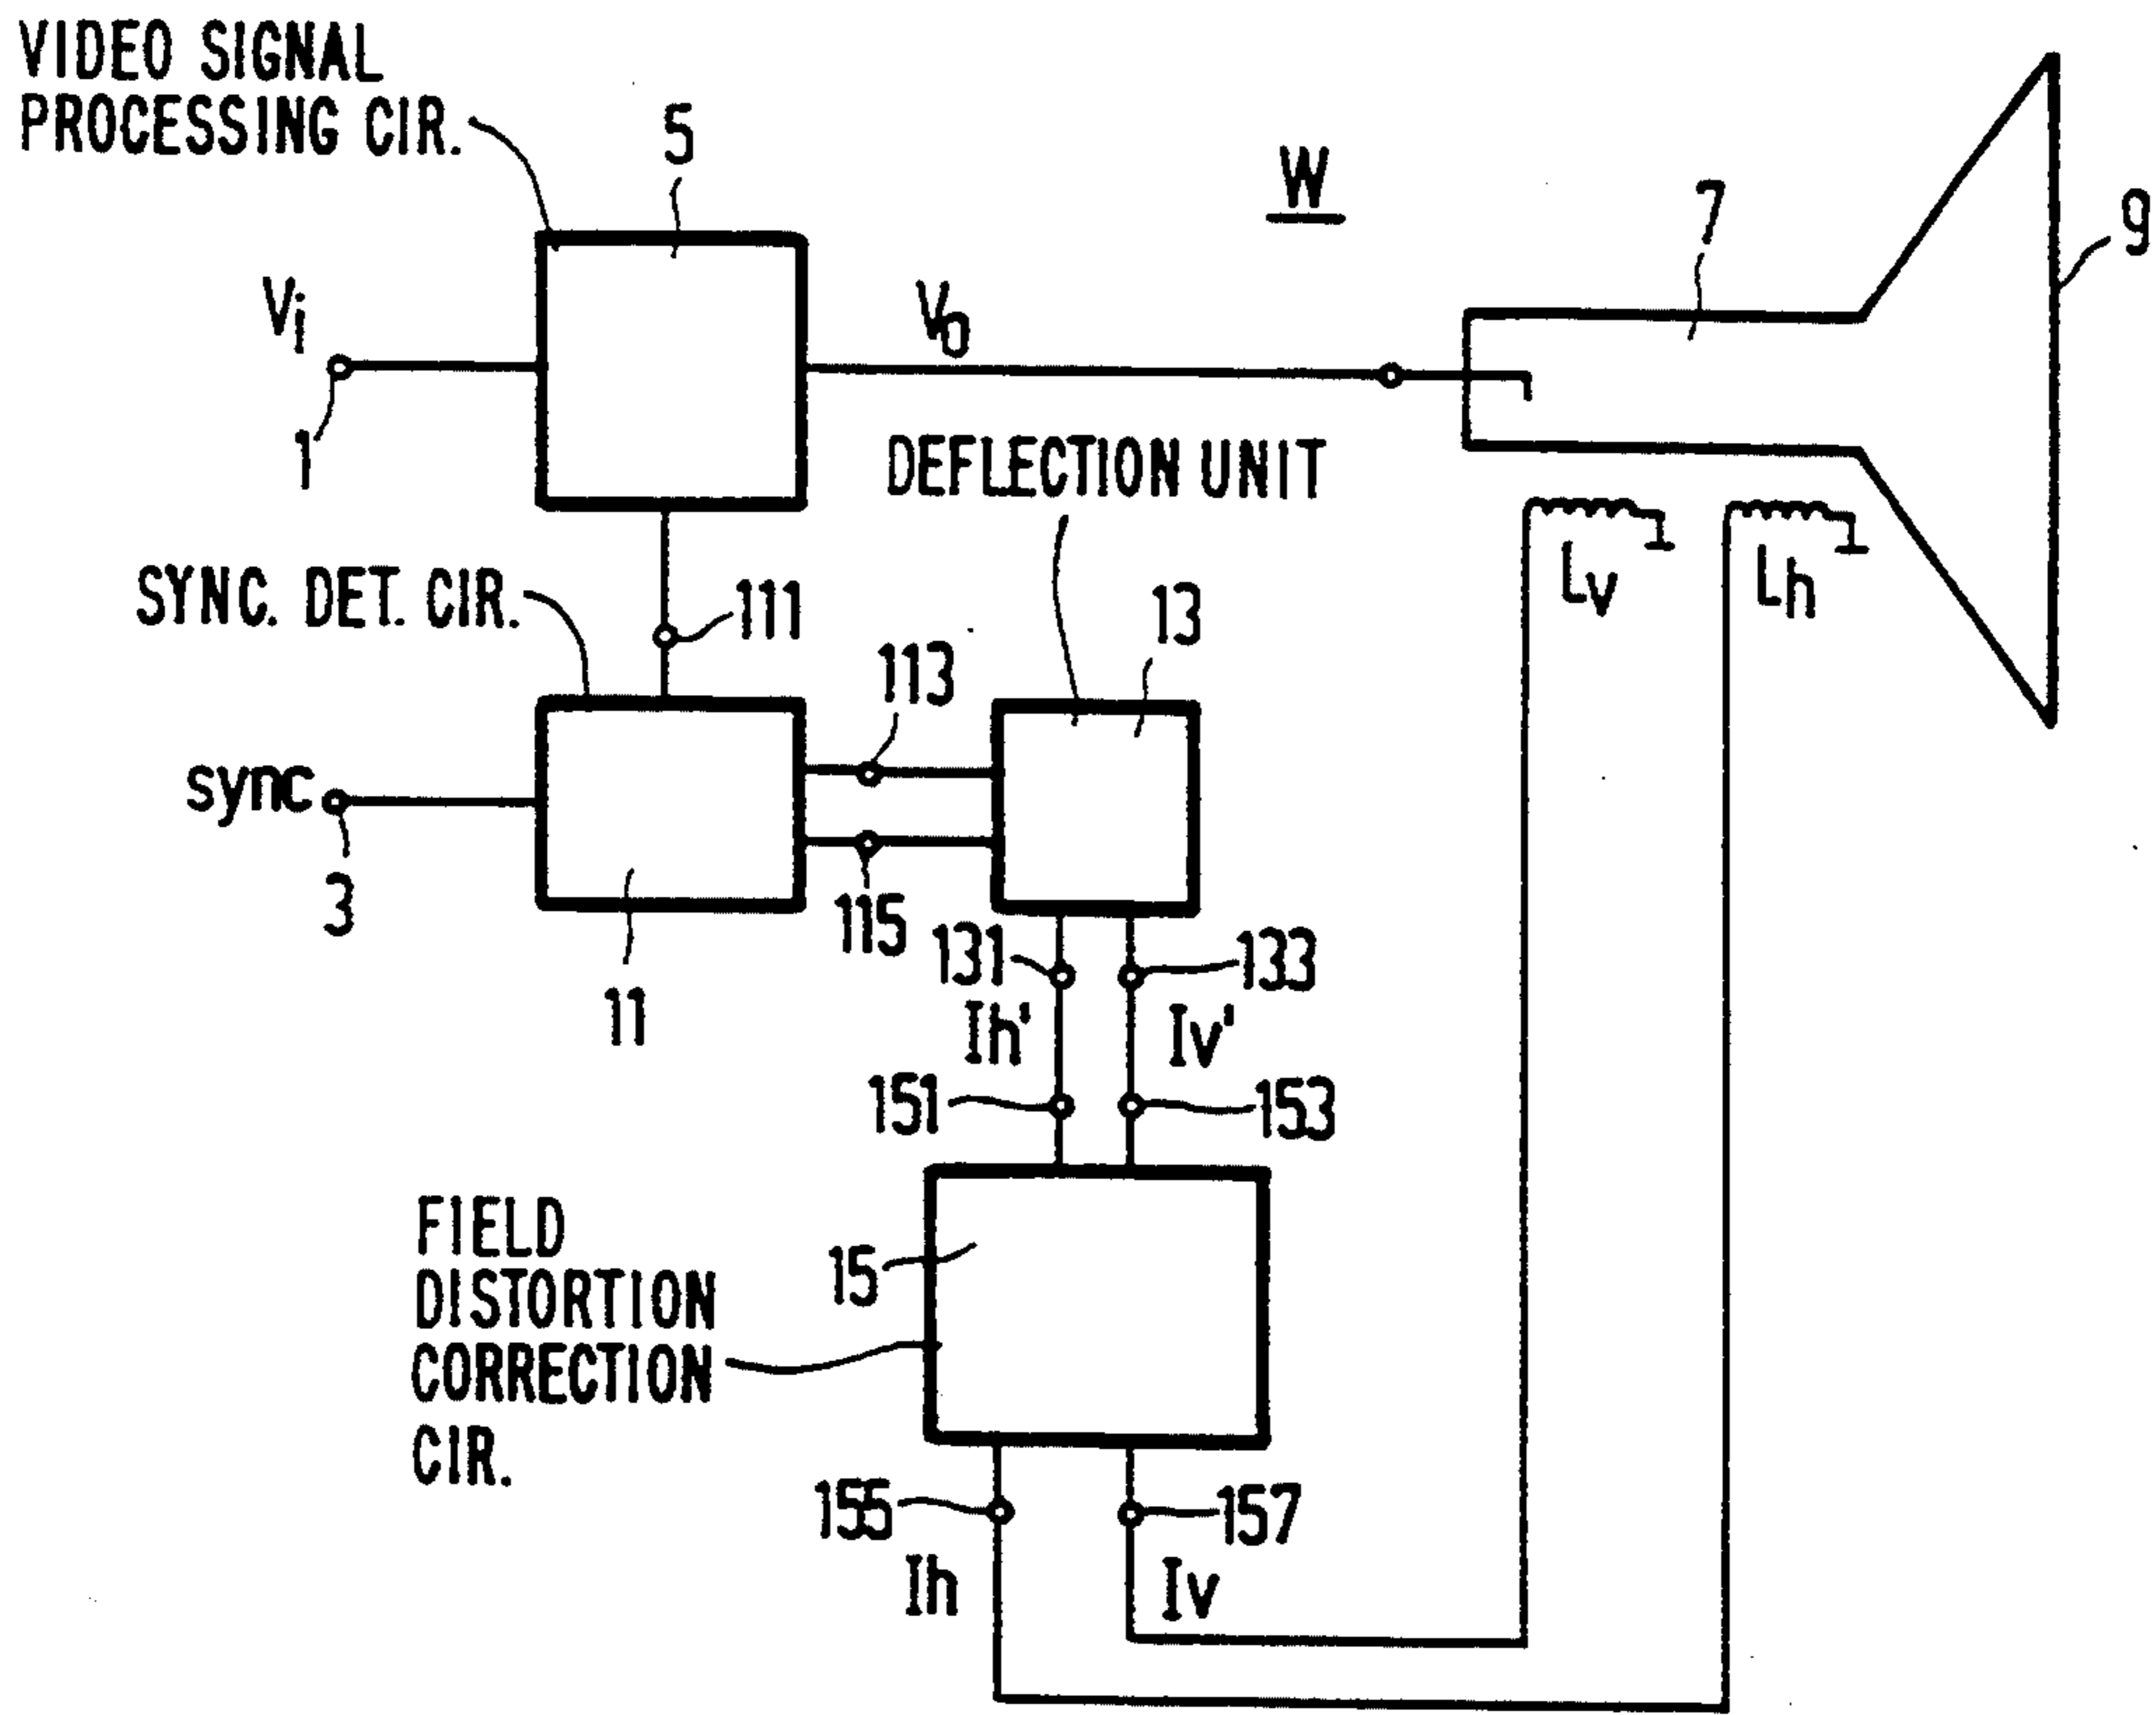 VIDEO SIGNAL
PROCESSING CIR.
5
W
7
9
Vi
Vo
1
DEFLECTION UNIT
Lv
Lh
SYNC. DET. CIR.
111
13
113
sync
3
115
131
133
11
Ih'
Iv'
151
153
FIELD
DISTORTION
CORRECTION
CIR.
15
155
157
Ih
Iv